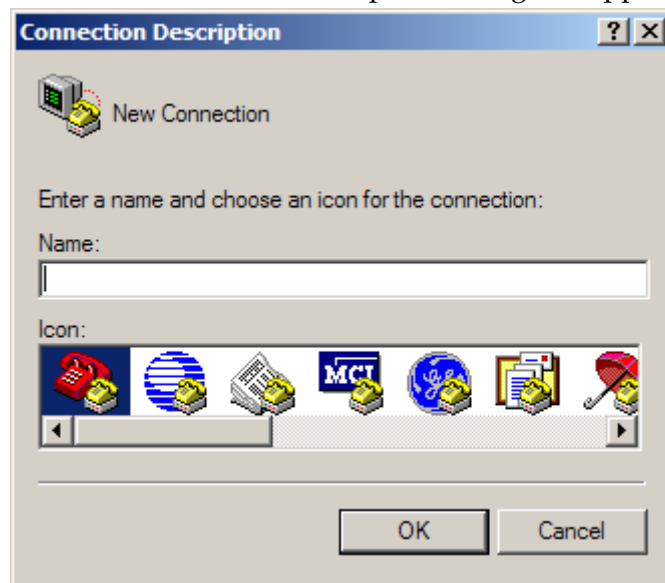 Connection Description
New Connection
Enter a name and choose an icon for the connection:
Name:
Icon:
MCI
OK
Cancel